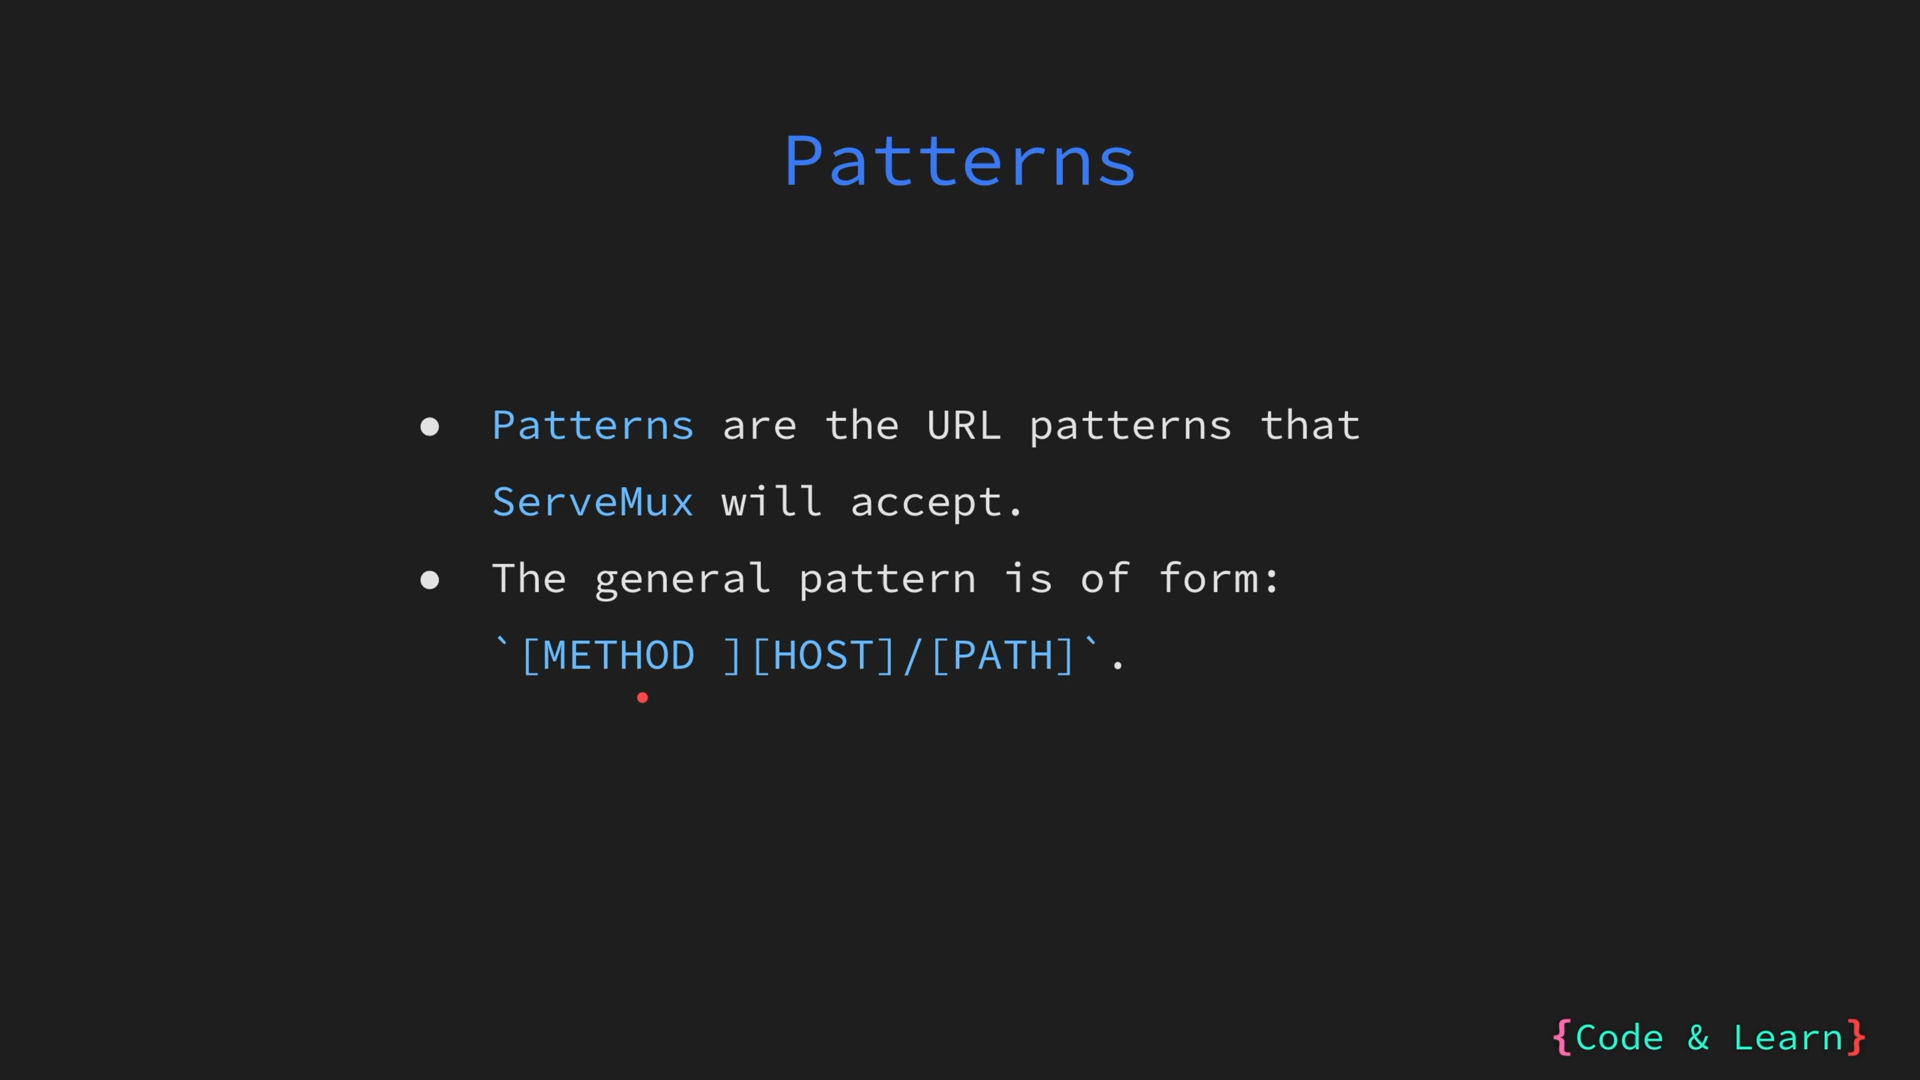 Patterns
● Patterns are the URL patterns that
ServeMux will accept.
● The general pattern is of form:
`[METHOD ][HOST]/[PATH]`.
{Code & Learn}